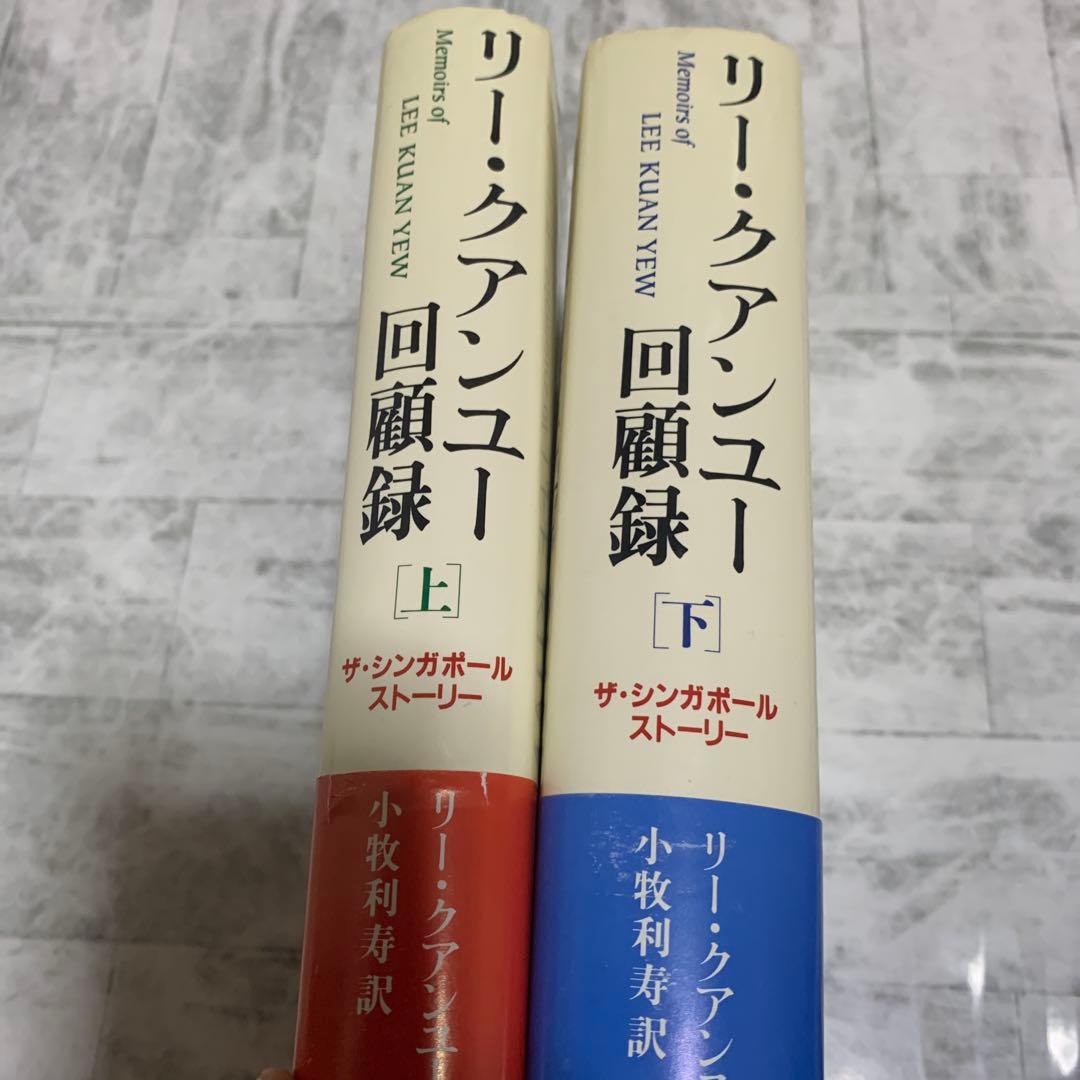 リー・クアンユー
回顧録
[上]
Memoirs of
LEE KUAN YEW
ザ・シンガポール
ストーリー
リー・クアンユ
小牧利寿訳
リー・クアンユー
回顧録
[下]
Memoirs of
LEE KUAN YEW
ザ・シンガポール
ストーリー
リー・クアン
小牧利寿訳